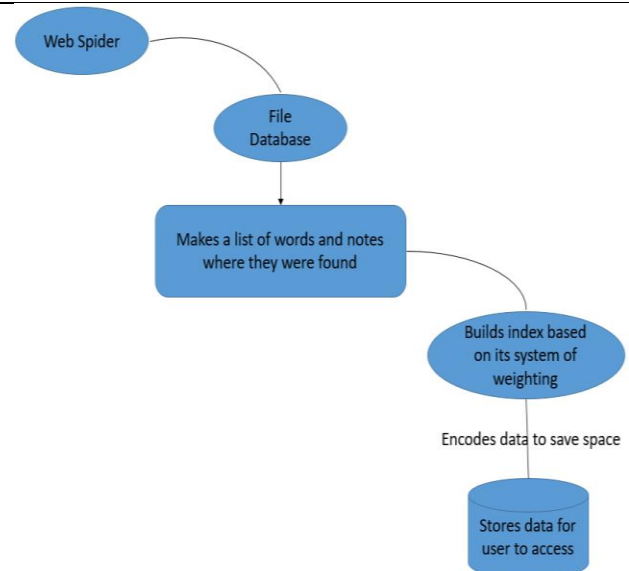 Web Spider
File
Database
Makes a list of words and notes
where they were found
Builds index based
on its system of
weighting
Encodes data to save space
Stores data for
user to access